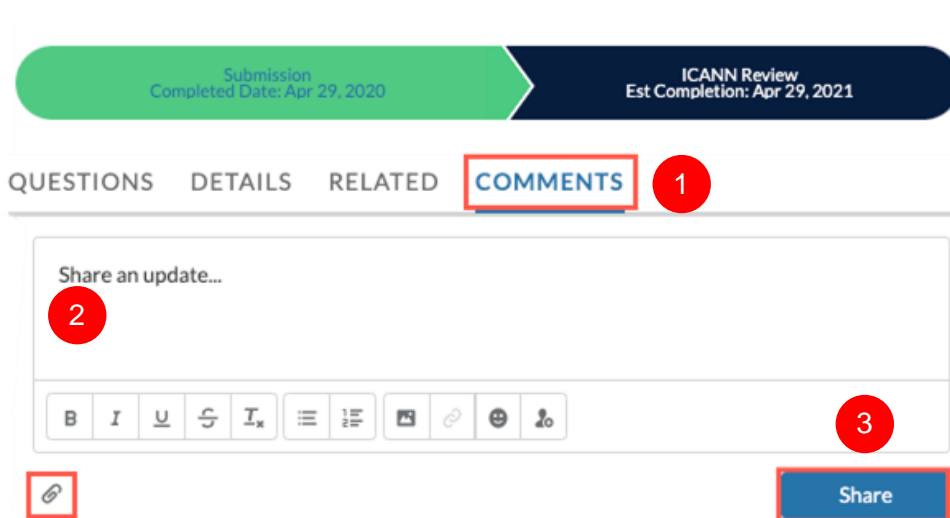 Submission
Completed Date: Apr 29, 2020
ICANN Review
Est Completion: Apr 29, 2021
QUESTIONS DETAILS RELATED COMMENTS 1
Share an update...
2
B I U S Tx
3
Share